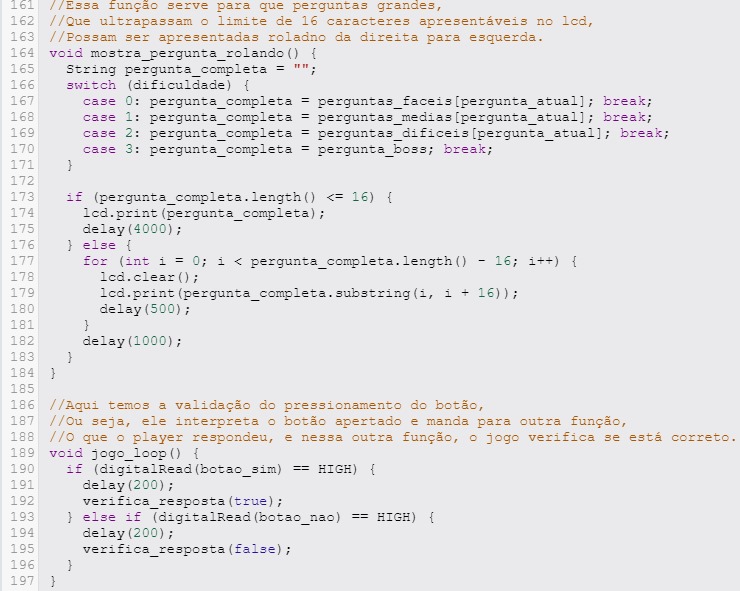 161 //Essa função serve para que perguntas grandes,
162 //Que ultrapassam o limite de 16 caracteres apresentáveis no lcd,
163 //Possam ser apresentadas roladno da direita para esquerda.
164 void mostra_pergunta_rolando() {
165   String pergunta_completa = "";
166   switch (dificuldade) {
167     case 0: pergunta_completa = perguntas_faceis[pergunta_atual]; break;
168     case 1: pergunta_completa = perguntas_medias[pergunta_atual]; break;
169     case 2: pergunta_completa = perguntas_dificeis[pergunta_atual]; break;
170     case 3: pergunta_completa = pergunta_boss; break;
171   }
172
173   if (pergunta_completa.length() <= 16) {
174     lcd.print(pergunta_completa);
175     delay(4000);
176   } else {
177     for (int i = 0; i < pergunta_completa.length() - 16; i++) {
178       lcd.clear();
179       lcd.print(pergunta_completa.substring(i, i + 16));
180       delay(500);
181     }
182     delay(1000);
183   }
184 }
185
186 //Aqui temos a validação do pressionamento do botão,
187 //Ou seja, ele interpreta o botão apertado e manda para outra função,
188 //O que o player respondeu, e nessa outra função, o jogo verifica se está correto.
189 void jogo_loop() {
190   if (digitalRead(botao_sim) == HIGH) {
191     delay(200);
192     verifica_resposta(true);
193   } else if (digitalRead(botao_nao) == HIGH) {
194     delay(200);
195     verifica_resposta(false);
196   }
197 }